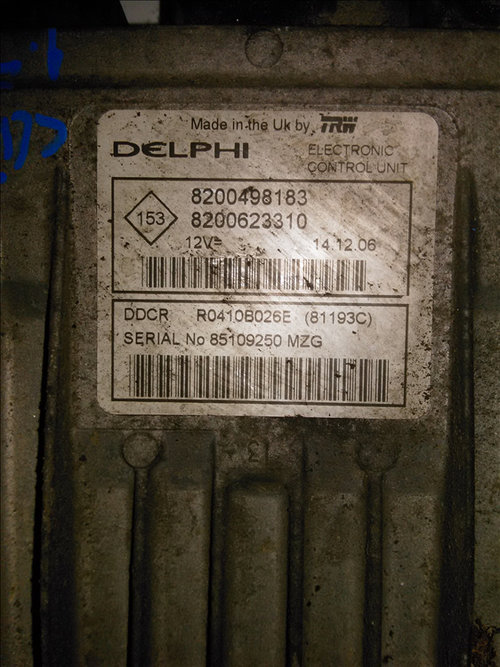 Made in the Uk by TRW
DELPHI
ELECTRONIC
CONTROL UNIT
153
8200498183
8200623310
12V=
14.12.06
DDCR R0410B026E (81193C)
SERIAL No 85109250 MZG